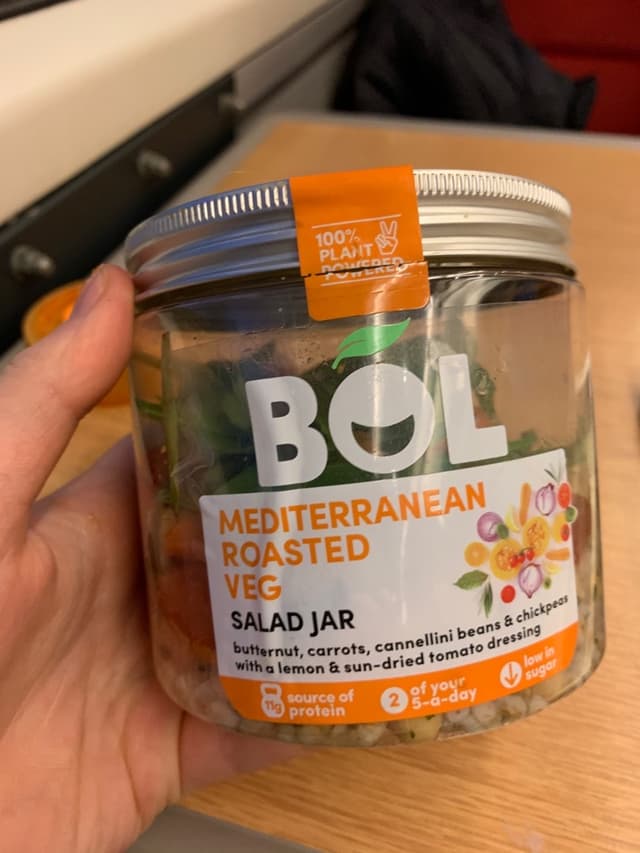 100%
PLANT
POWERED
BOL
MEDITERRANEAN
ROASTED
VEG
SALAD JAR
butternut, carrots, cannellini beans & chickpeas
with a lemon & sun-dried tomato dressing
11g source of
protein
2 of your
5-a-day
low in
sugar